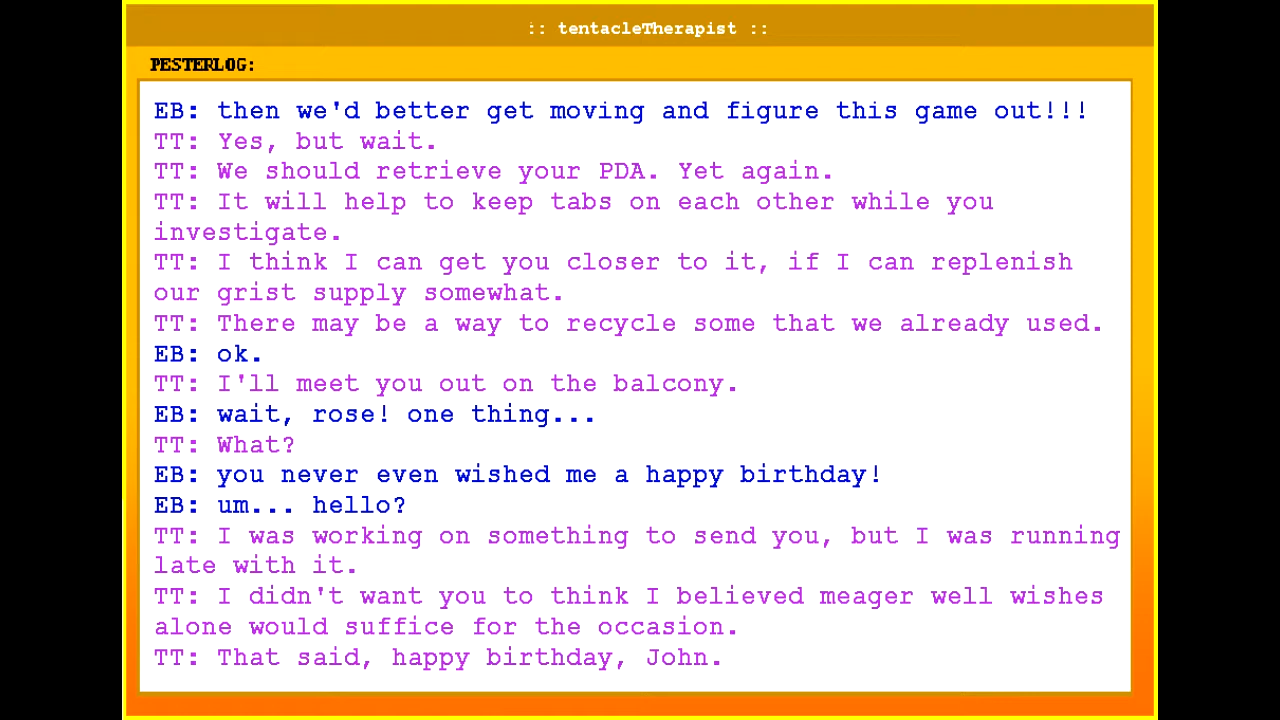 :: tentacleTherapist ::
PESTERLOG:
EB: then we'd better get moving and figure this game out!!!
TT: Yes, but wait.
TT: We should retrieve your PDA. Yet again.
TT: It will help to keep tabs on each other while you
investigate.
TT: I think I can get you closer to it, if I can replenish
our grist supply somewhat.
TT: There may be a way to recycle some that we already used.
EB: ok.
TT: I'll meet you out on the balcony.
EB: wait, rose! one thing...
TT: What?
EB: you never even wished me a happy birthday!
EB: um... hello?
TT: I was working on something to send you, but I was running
late with it.
TT: I didn't want you to think I believed meager well wishes
alone would suffice for the occasion.
TT: That said, happy birthday, John.